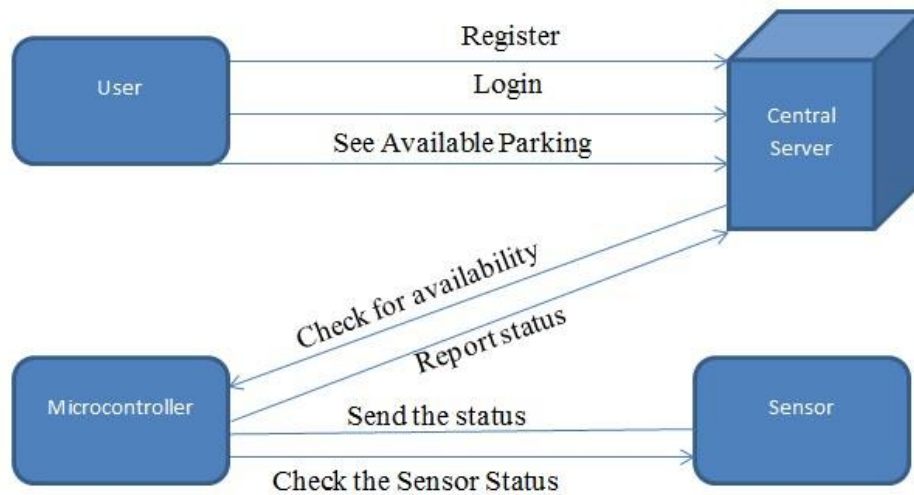 Register
User
Login
Central
Server
See Available Parking
Check for availability
Report status
Microcontroller
Send the status
Sensor
Check the Sensor Status